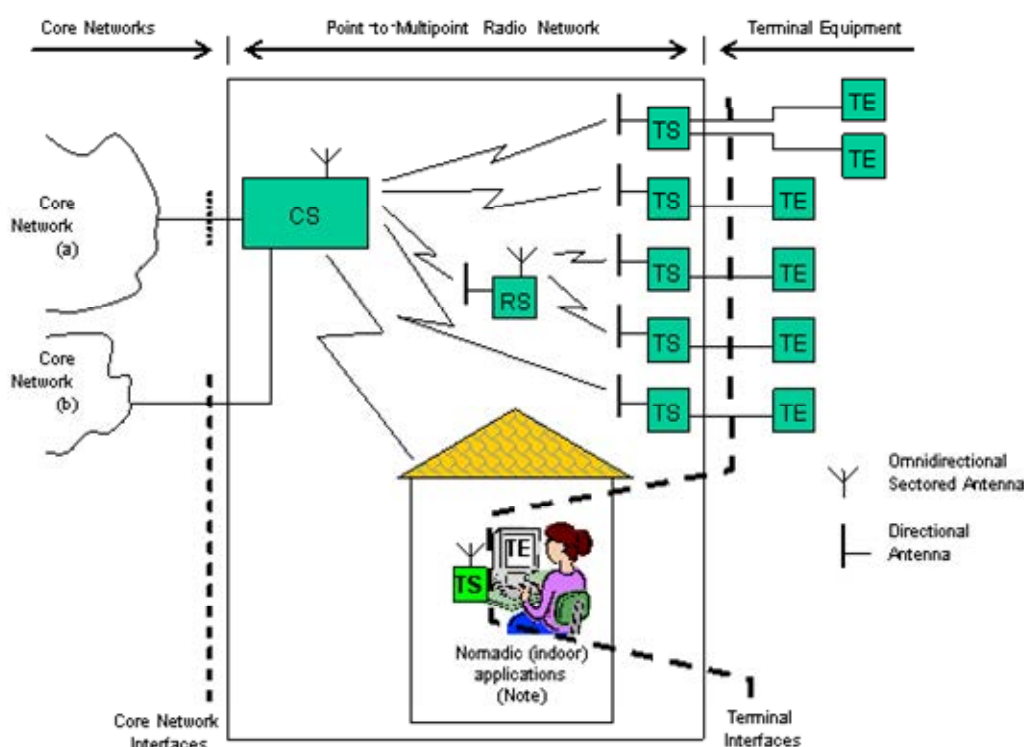 Core Networks
Point-to-Multipoint Radio Network
Terminal Equipment
TE
TS
TE
CS
Core
Network
(a)
TS
TE
TS
TE
RS
TS
TE
Core
Network
(b)
TS
TE
Omnidirectional
Sectored Antenna
Directional
Antenna
TE
TS
Nomadic (indoor)
applications
(Note)
Core Network
Interfaces
Terminal
Interfaces